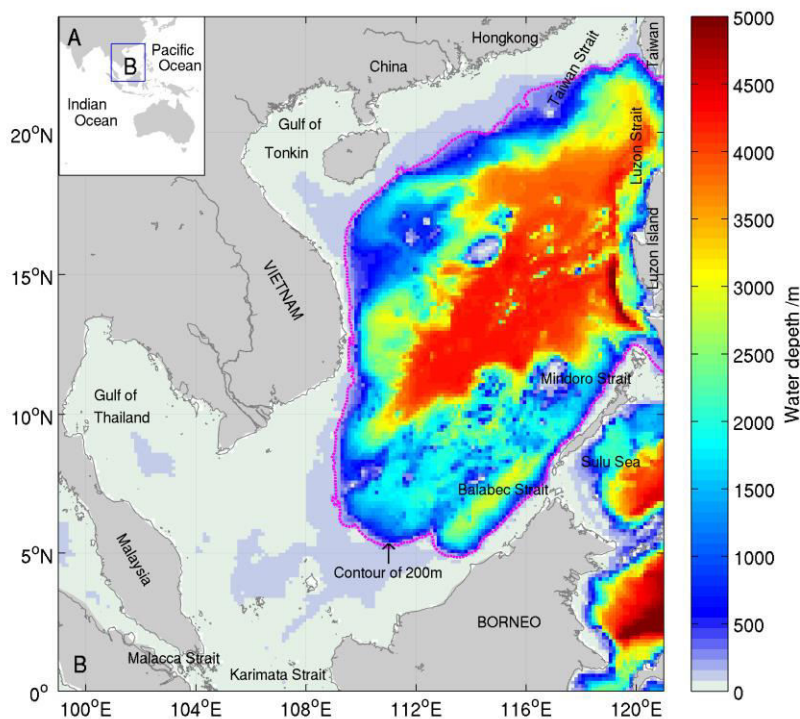 A
Pacific
Ocean
B
Indian
Ocean
Hongkong
China
Taiwan Strait
Taiwan
Gulf of
Tonkin
Luzon Strait
Luzon Island
VIETNAM
Gulf of
Thailand
Mindoro Strait
Sulu Sea
Balabec Strait
Malaysia
Contour of 200m
BORNEO
Malacca Strait
Karimata Strait
B
20°N
15°N
10°N
5°N
0°
100°E
104°E
108°E
112°E
116°E
120°E
5000
4500
4000
3500
3000
2500
2000
1500
1000
500
200
100
0
Water depeth /m